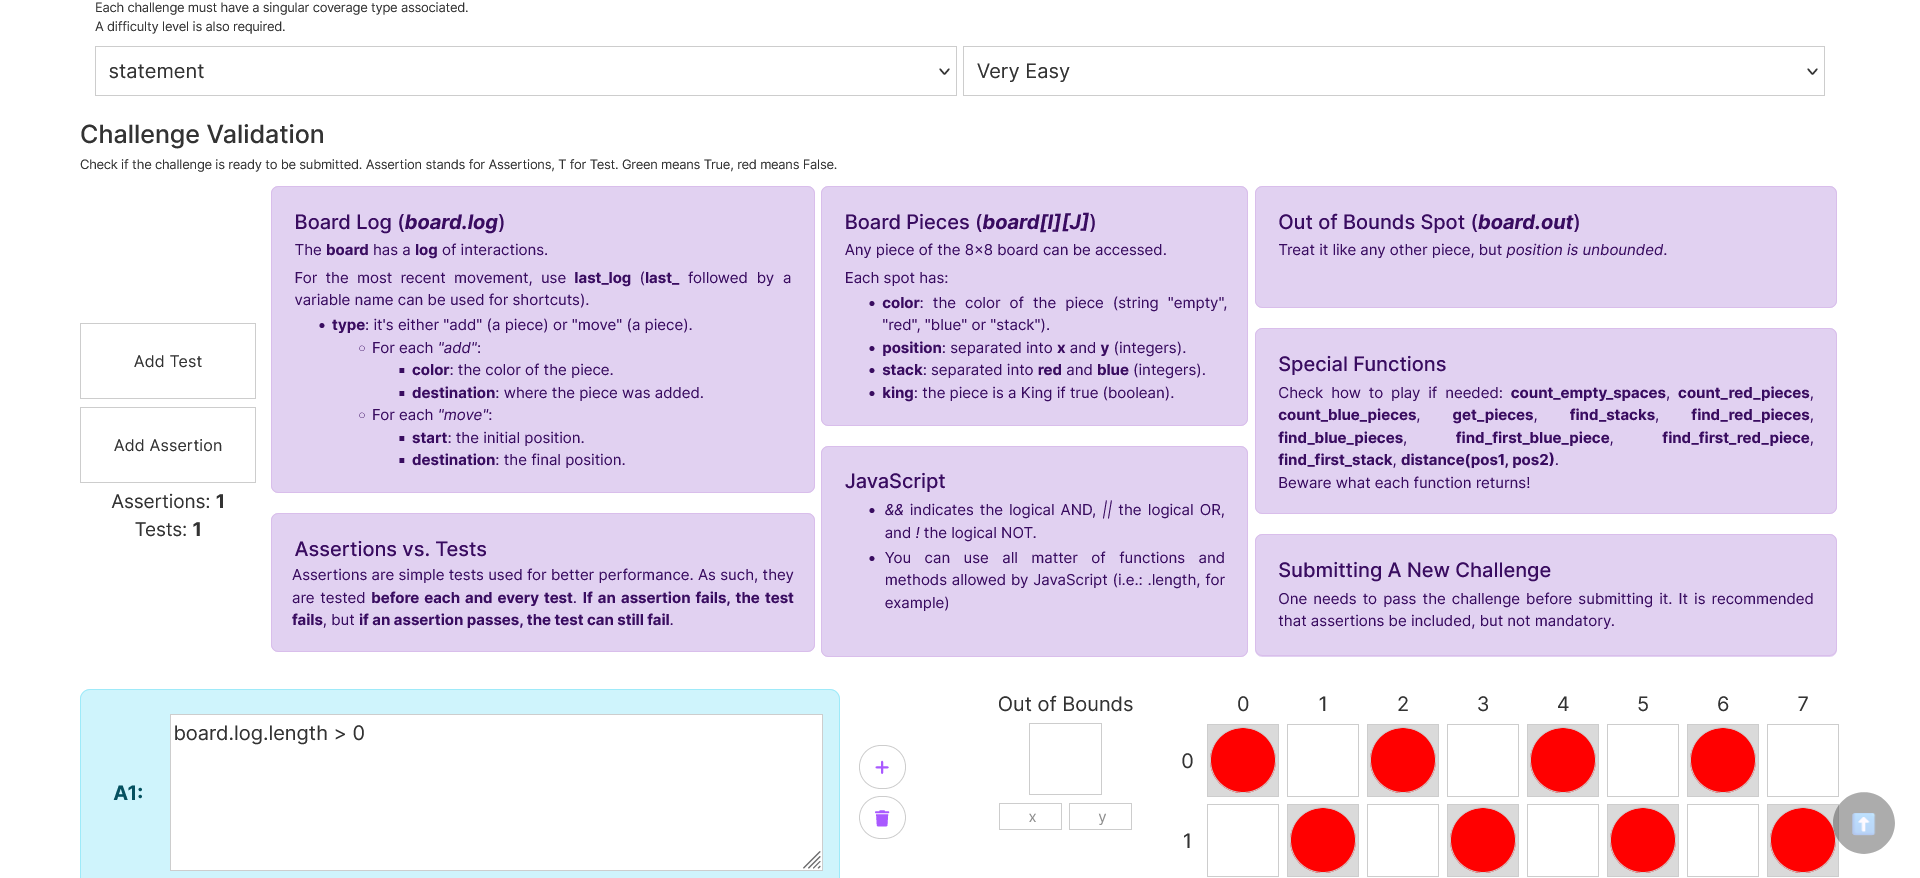 Each challenge must have a singular coverage type associated.
A difficulty level is also required.
statement
Very Easy
Challenge Validation
Check if the challenge is ready to be submitted. Assertion stands for Assertions, T for Test. Green means True, red means False.
Add Test
Add Assertion
Assertions: 1
Tests: 1
Board Log (board.log)
The board has a log of interactions.
For the most recent movement, use last_log (last_ followed by a
variable name can be used for shortcuts).
• type: it's either "add" (a piece) or "move" (a piece).
◦ For each "add":
▪ color: the color of the piece.
▪ destination: where the piece was added.
◦ For each "move":
▪ start: the initial position.
▪ destination: the final position.
Assertions vs. Tests
Assertions are simple tests used for better performance. As such, they
are tested before each and every test. If an assertion fails, the test
fails, but if an assertion passes, the test can still fail.
Board Pieces (board[I][J])
Any piece of the 8×8 board can be accessed.
Each spot has:
• color: the color of the piece (string "empty",
"red", "blue" or "stack").
• position: separated into x and y (integers).
• stack: separated into red and blue (integers).
• king: the piece is a King if true (boolean).
JavaScript
• && indicates the logical AND, || the logical OR,
and ! the logical NOT.
• You can use all matter of functions and
methods allowed by JavaScript (i.e.: .length, for
example)
Out of Bounds Spot (board.out)
Treat it like any other piece, but position is unbounded.
Special Functions
Check how to play if needed: count_empty_spaces, count_red_pieces,
count_blue_pieces, get_pieces, find_stacks, find_red_pieces,
find_blue_pieces, find_first_blue_piece, find_first_red_piece,
find_first_stack, distance(pos1, pos2).
Beware what each function returns!
Submitting A New Challenge
One needs to pass the challenge before submitting it. It is recommended
that assertions be included, but not mandatory.
A1:
board.log.length > 0
+
Out of Bounds
x
y
0 1 2 3 4 5 6 7
0
1